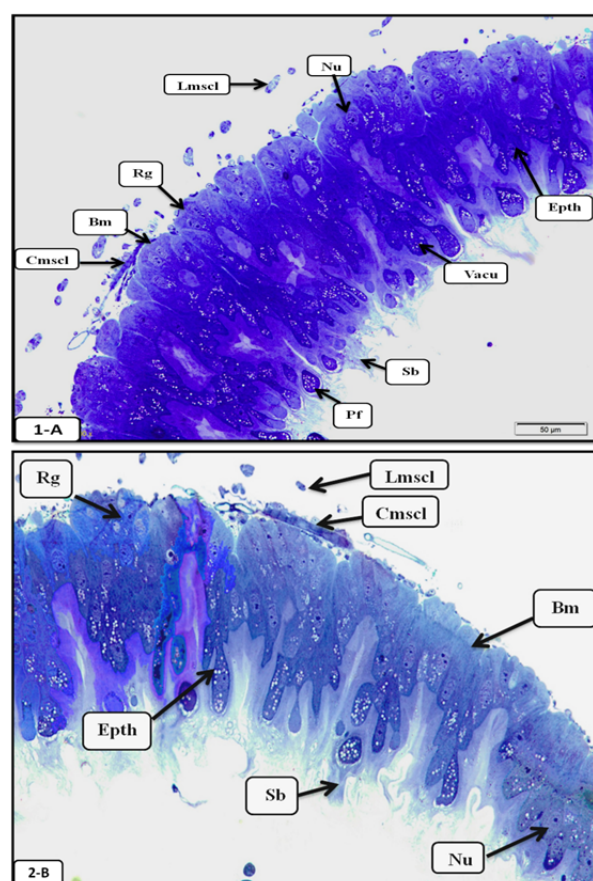 Nu
Lmscl
Rg
Epth
Bm
Cmscl
Vacu
Sb
Pf
1-A
50 µm
Rg
Lmscl
Cmscl
Bm
Epth
Sb
Nu
2-B